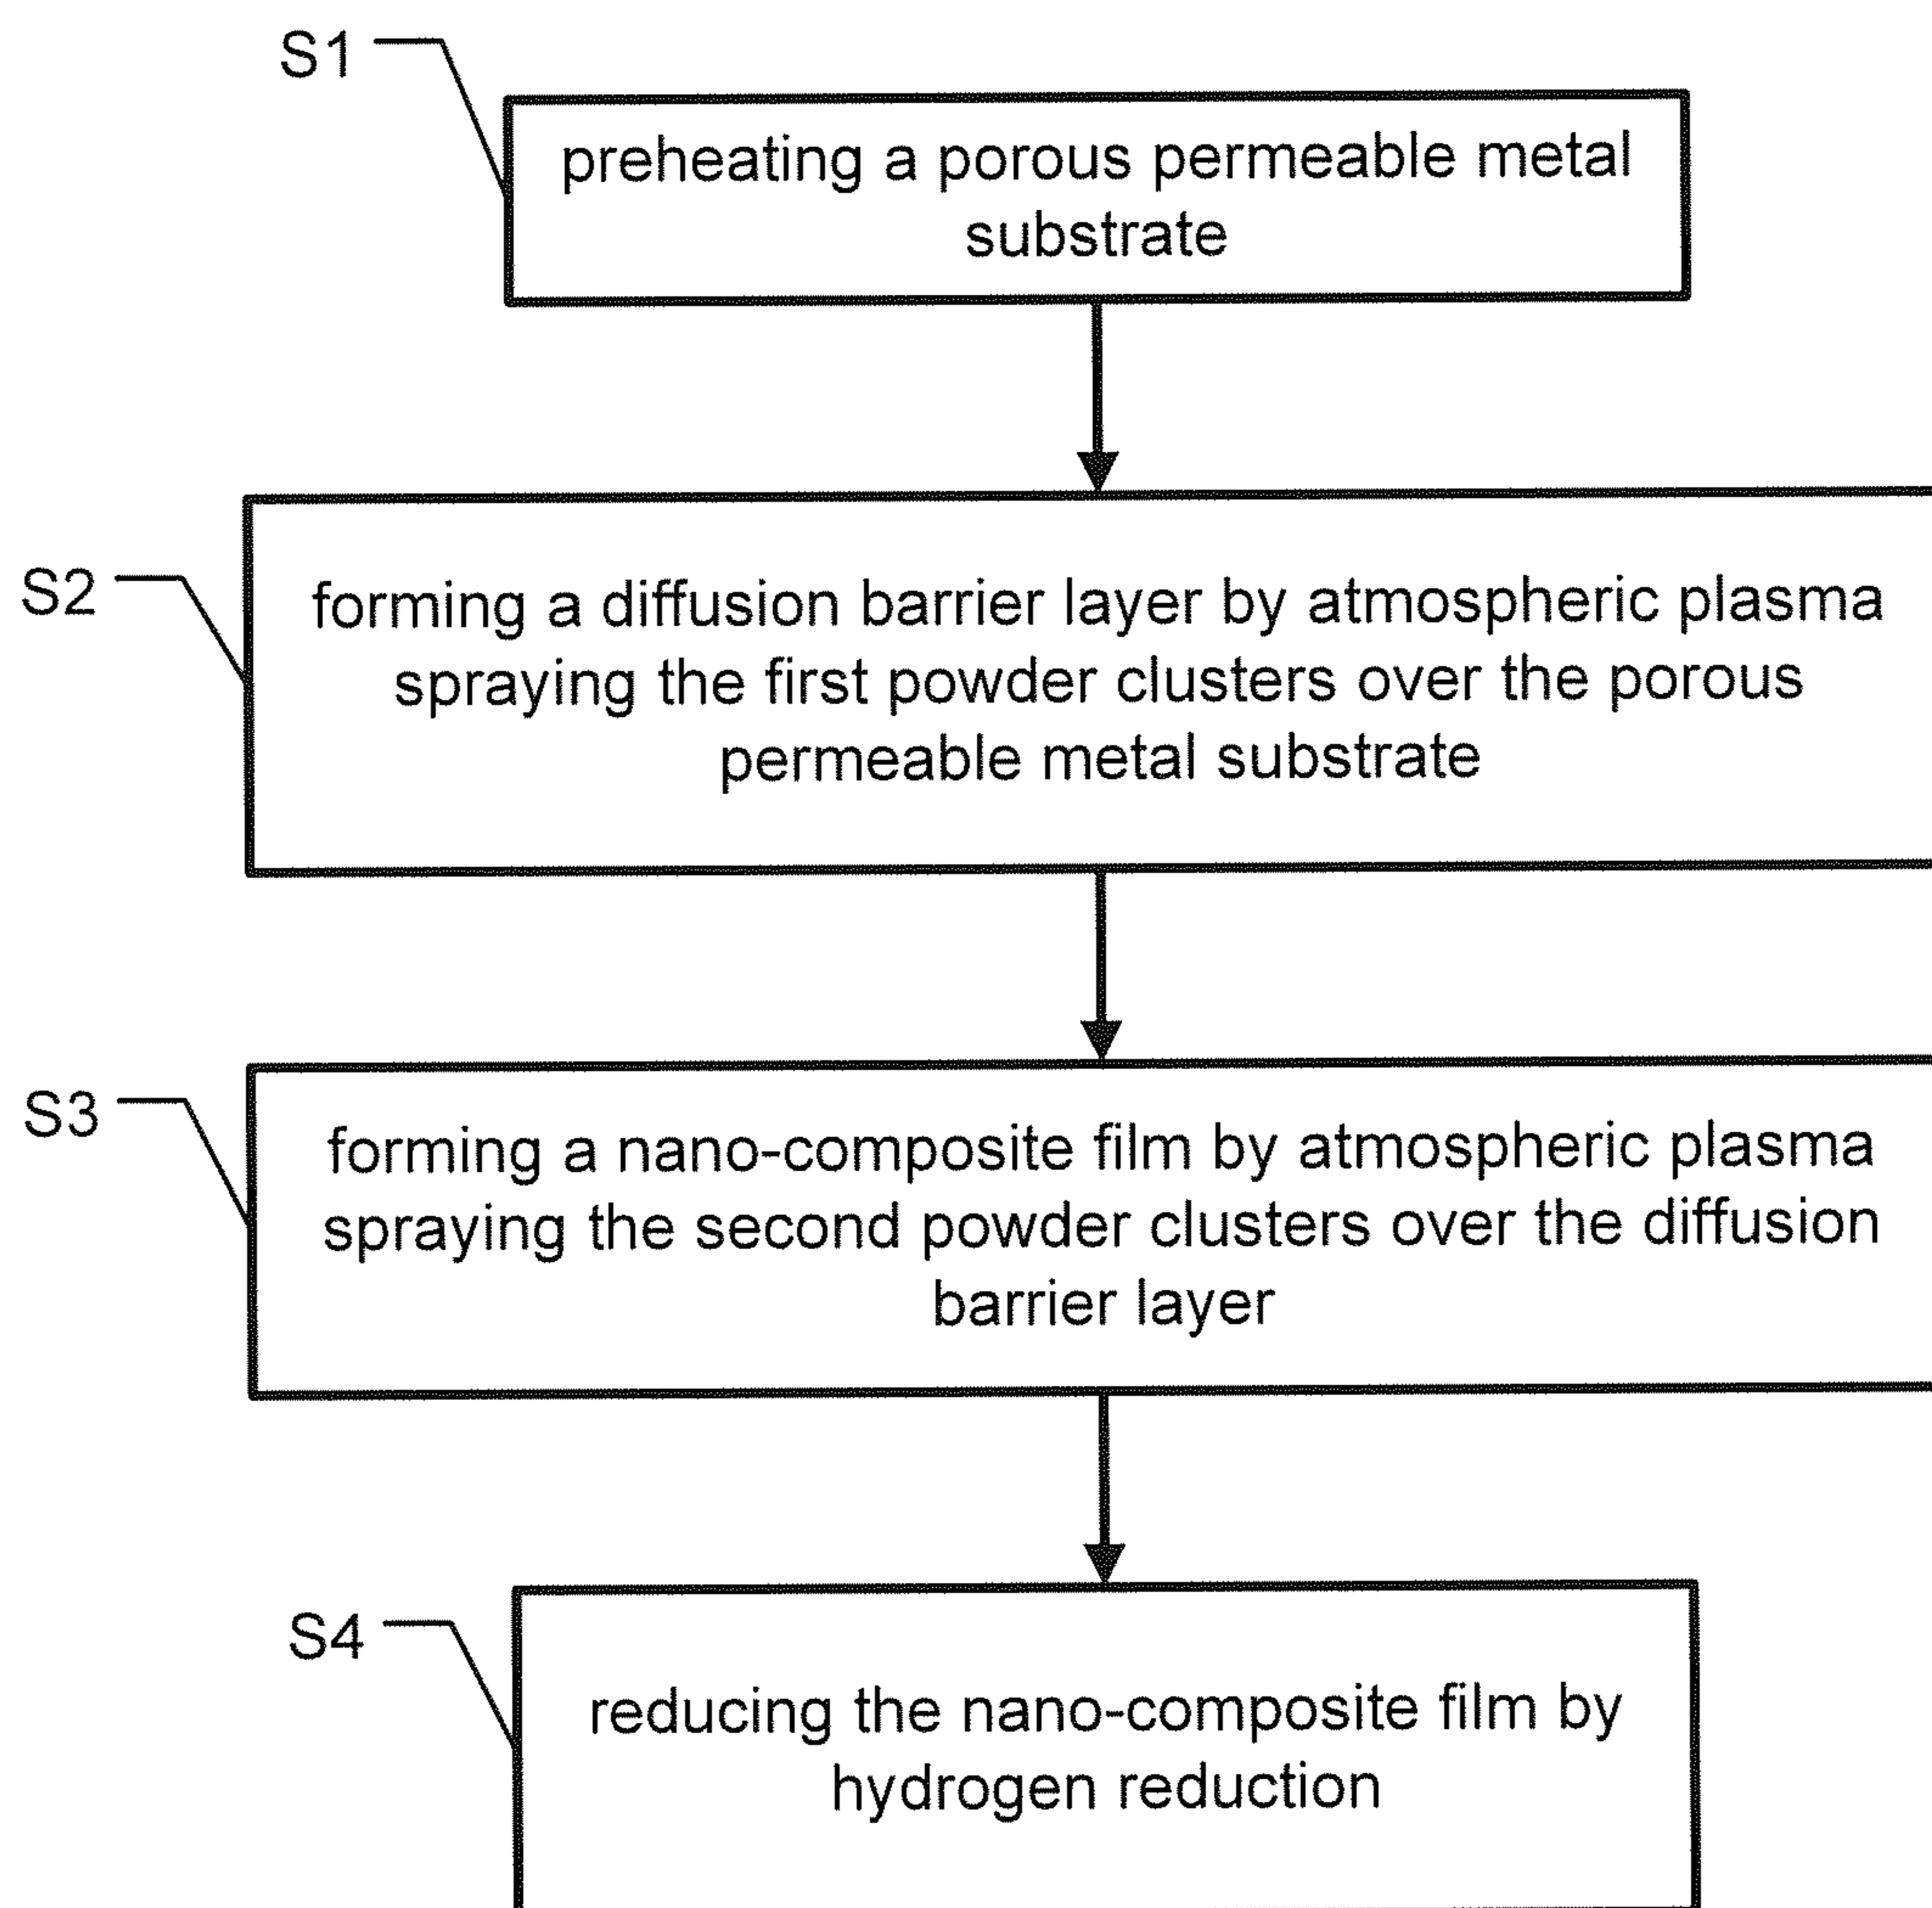 S1
preheating a porous permeable metal
substrate
S2
forming a diffusion barrier layer by atmospheric plasma
spraying the first powder clusters over the porous
permeable metal substrate
S3
forming a nano-composite film by atmospheric plasma
spraying the second powder clusters over the diffusion
barrier layer
S4
reducing the nano-composite film by
hydrogen reduction